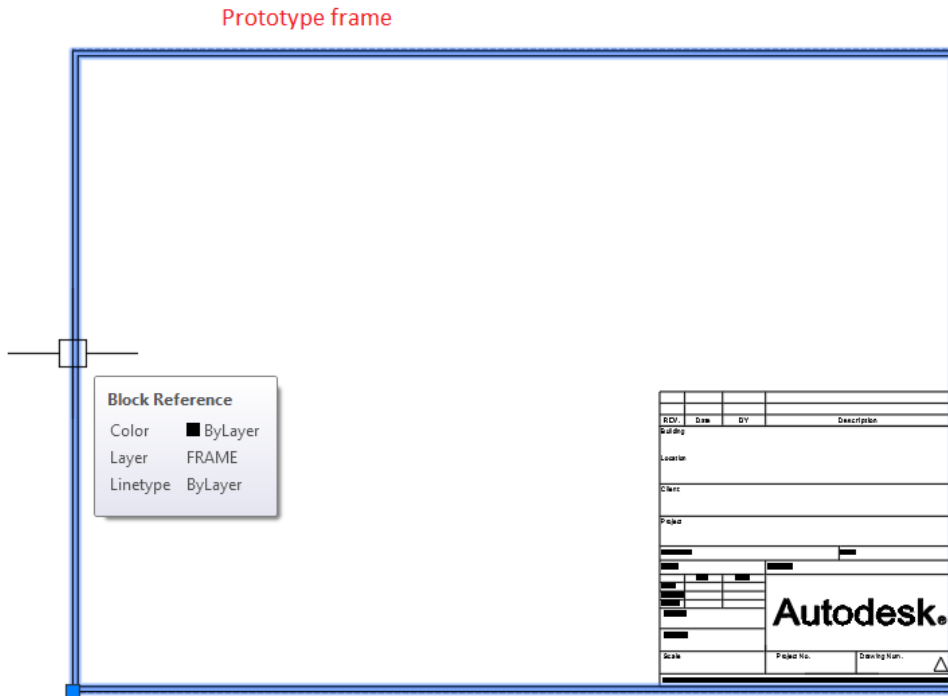 Prototype frame
Block Reference
Color ByLayer
Layer FRAME
Linetype ByLayer
REV. Date BY Description
Building
Location
Client
Project
Autodesk®
Scale Project No. Drawing Num.